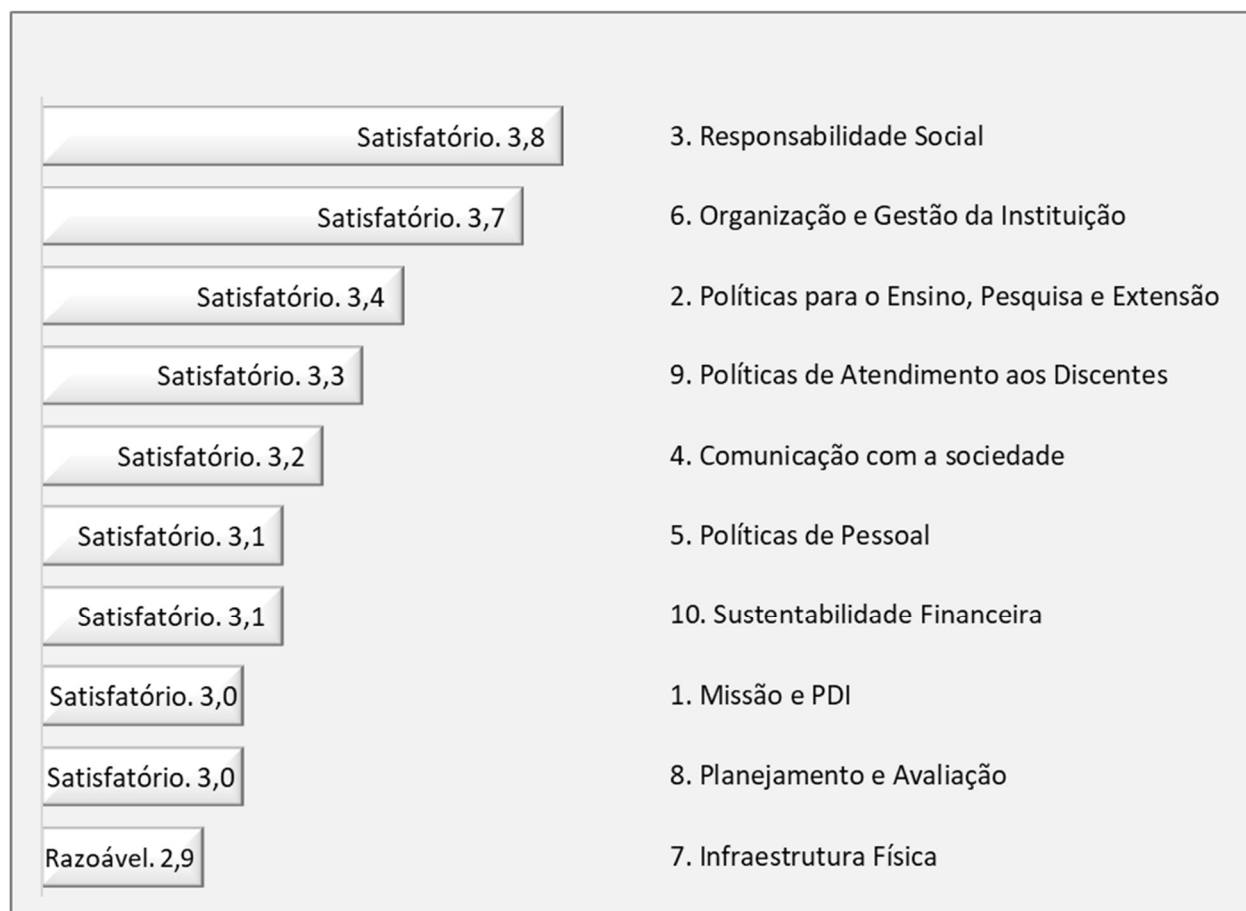 Satisfatório. 3,8 3. Responsabilidade Social
Satisfatório. 3,7 6. Organização e Gestão da Instituição
Satisfatório. 3,4 2. Políticas para o Ensino, Pesquisa e Extensão
Satisfatório. 3,3 9. Políticas de Atendimento aos Discentes
Satisfatório. 3,2 4. Comunicação com a sociedade
Satisfatório. 3,1 5. Políticas de Pessoal
Satisfatório. 3,1 10. Sustentabilidade Financeira
Satisfatório. 3,0 1. Missão e PDI
Satisfatório. 3,0 8. Planejamento e Avaliação
Razoável. 2,9 7. Infraestrutura Física